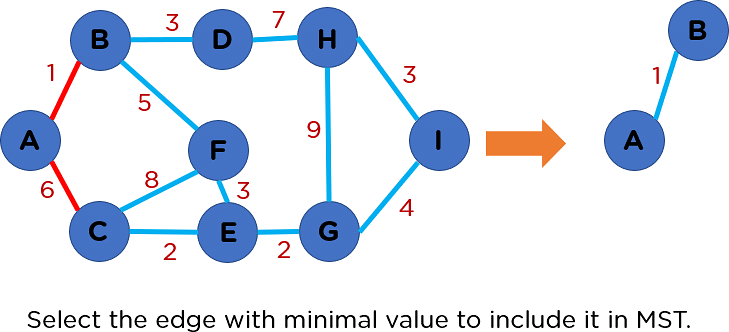 B 3 D 7 H
B
1
3
1
5
A
F
9
I
A
6
8
3
4
C 2 E 2 G
Select the edge with minimal value to include it in MST.